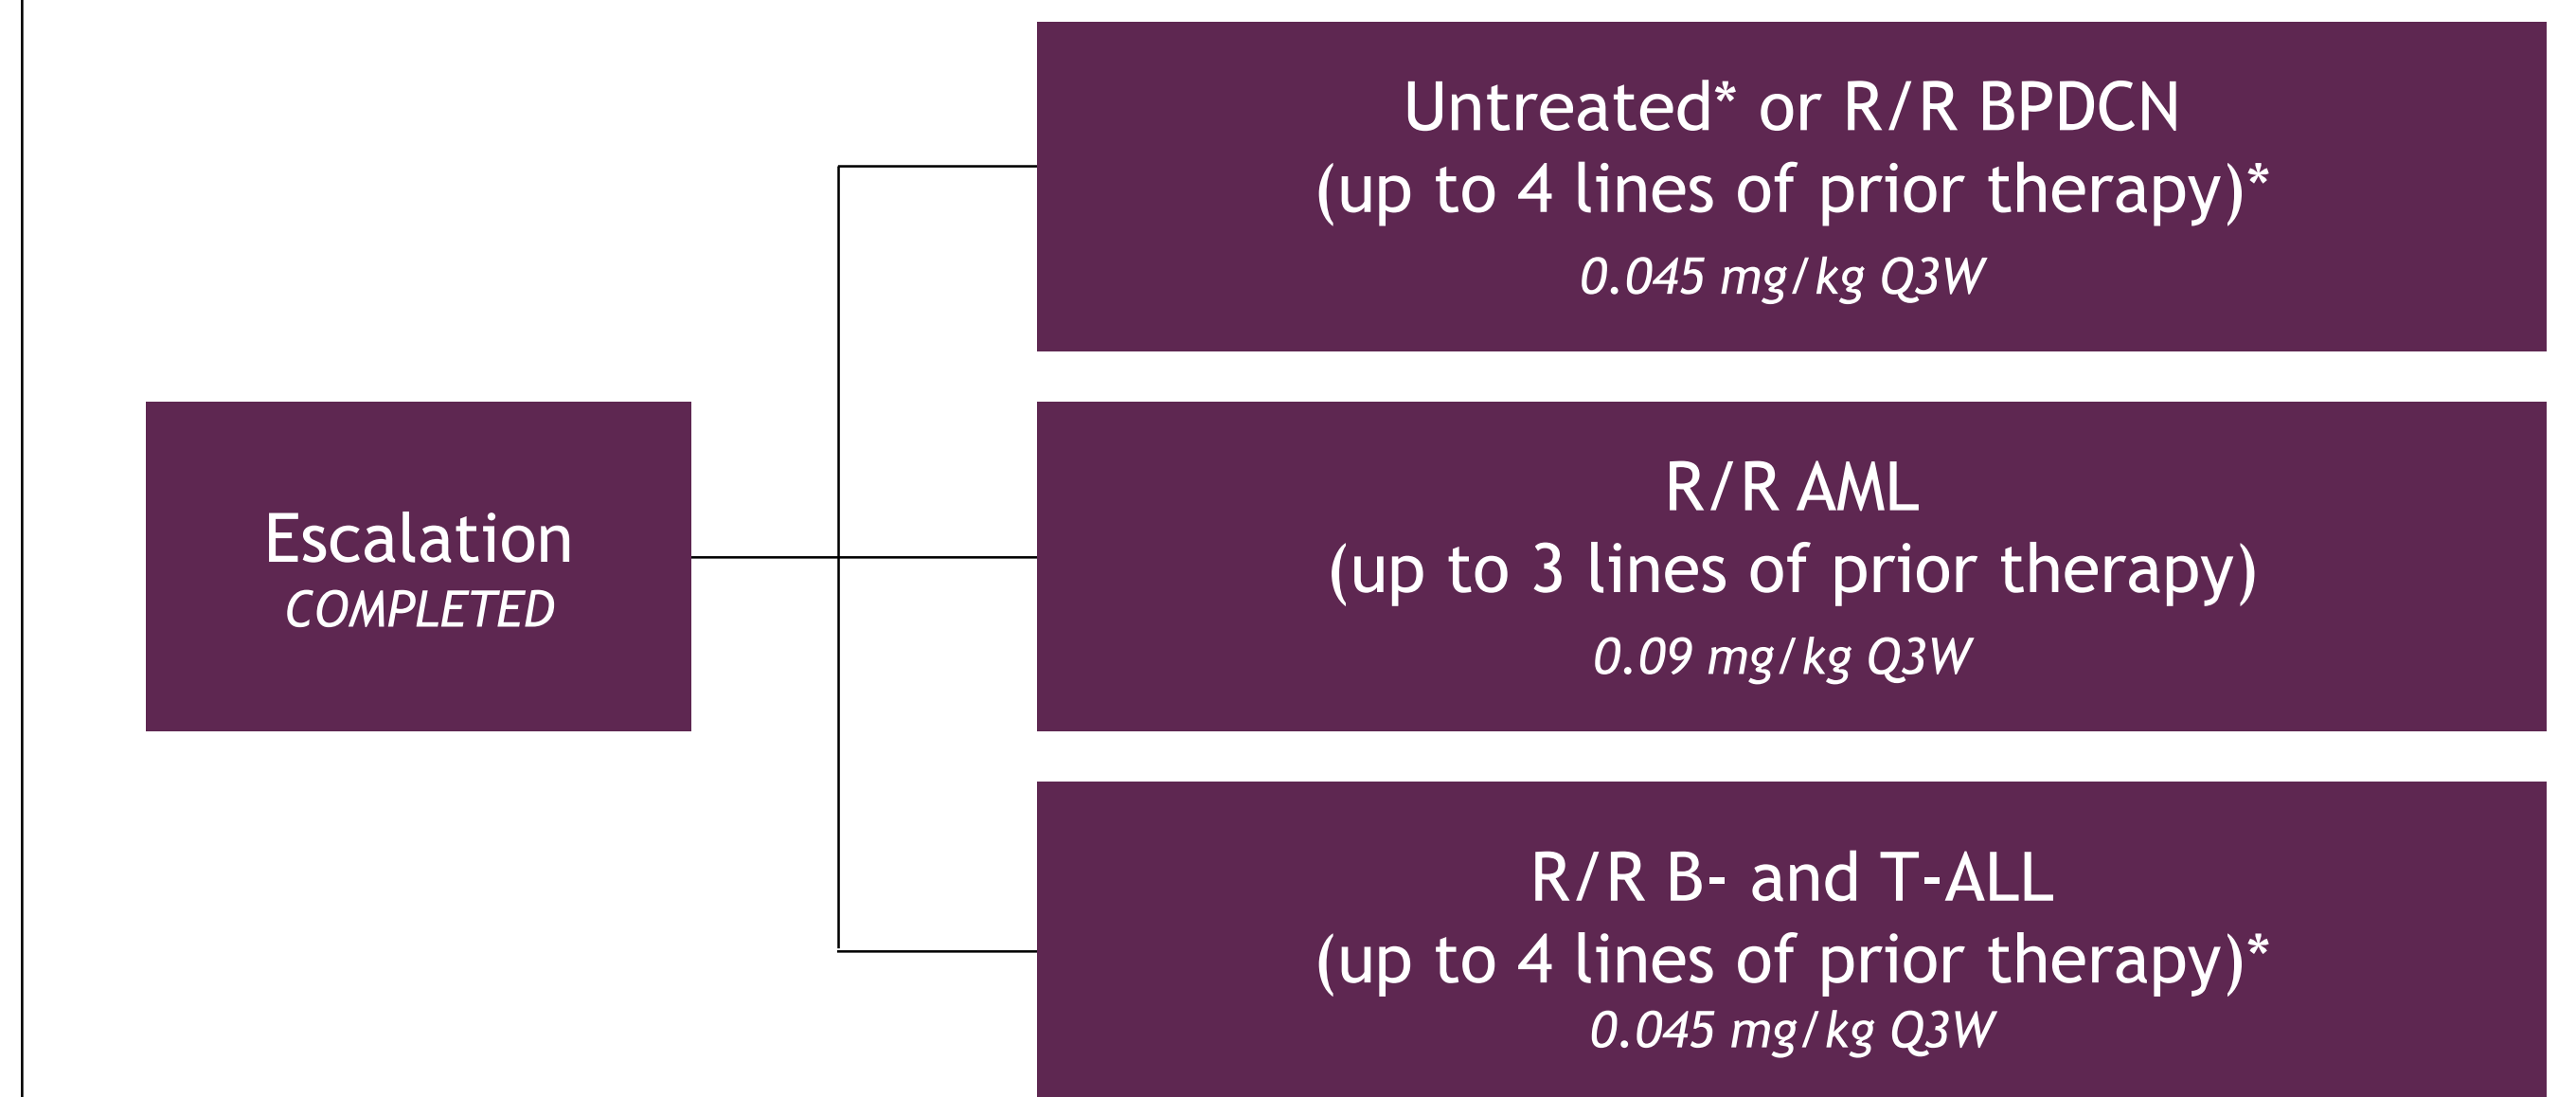 Untreated* or R/R BPDCN
(up to 4 lines of prior therapy)*
0.045 mg/kg Q3W
Escalation
COMPLETED
R/R AML
(up to 3 lines of prior therapy)
0.09 mg/kg Q3W
R/R B- and T-ALL
(up to 4 lines of prior therapy)*
0.045 mg/kg Q3W